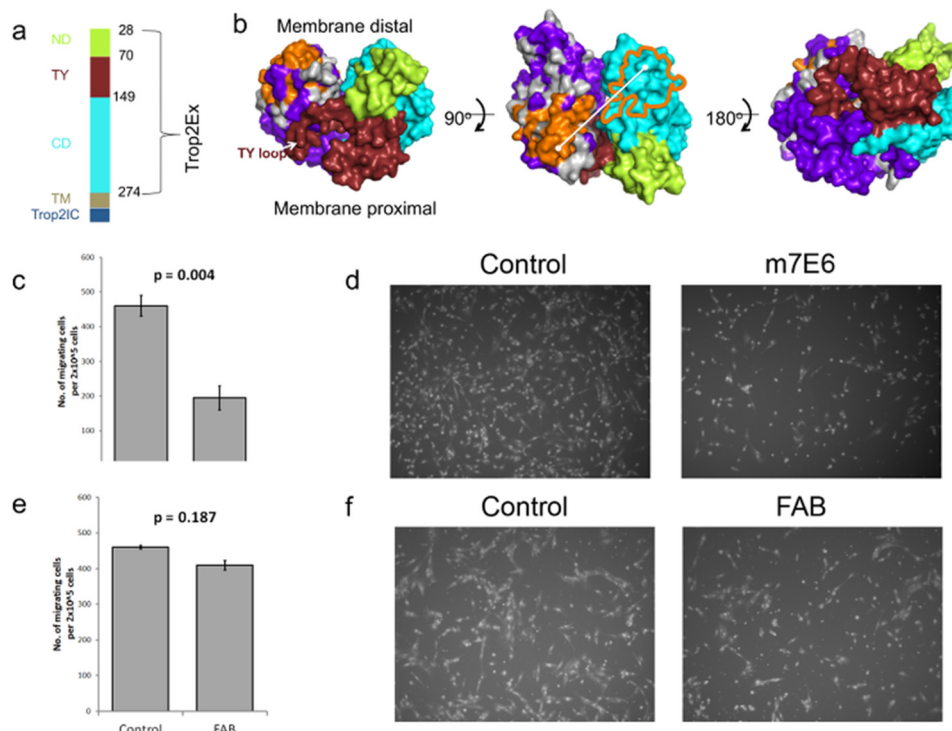 a
ND
TY
CD
TM
Trop2IC
28
70
149
274
Trop2Ex
b
Membrane distal
TY loop
Membrane proximal
90º
180º
c
600
500
400
300
200
100
No. of migrating cells
per 2x10^5 cells
p = 0.004
d
Control
m7E6
e
600
500
400
300
200
100
0
No. of migrating cells
per 2x10^5 cells
p = 0.187
Control
FAB
f
Control
FAB